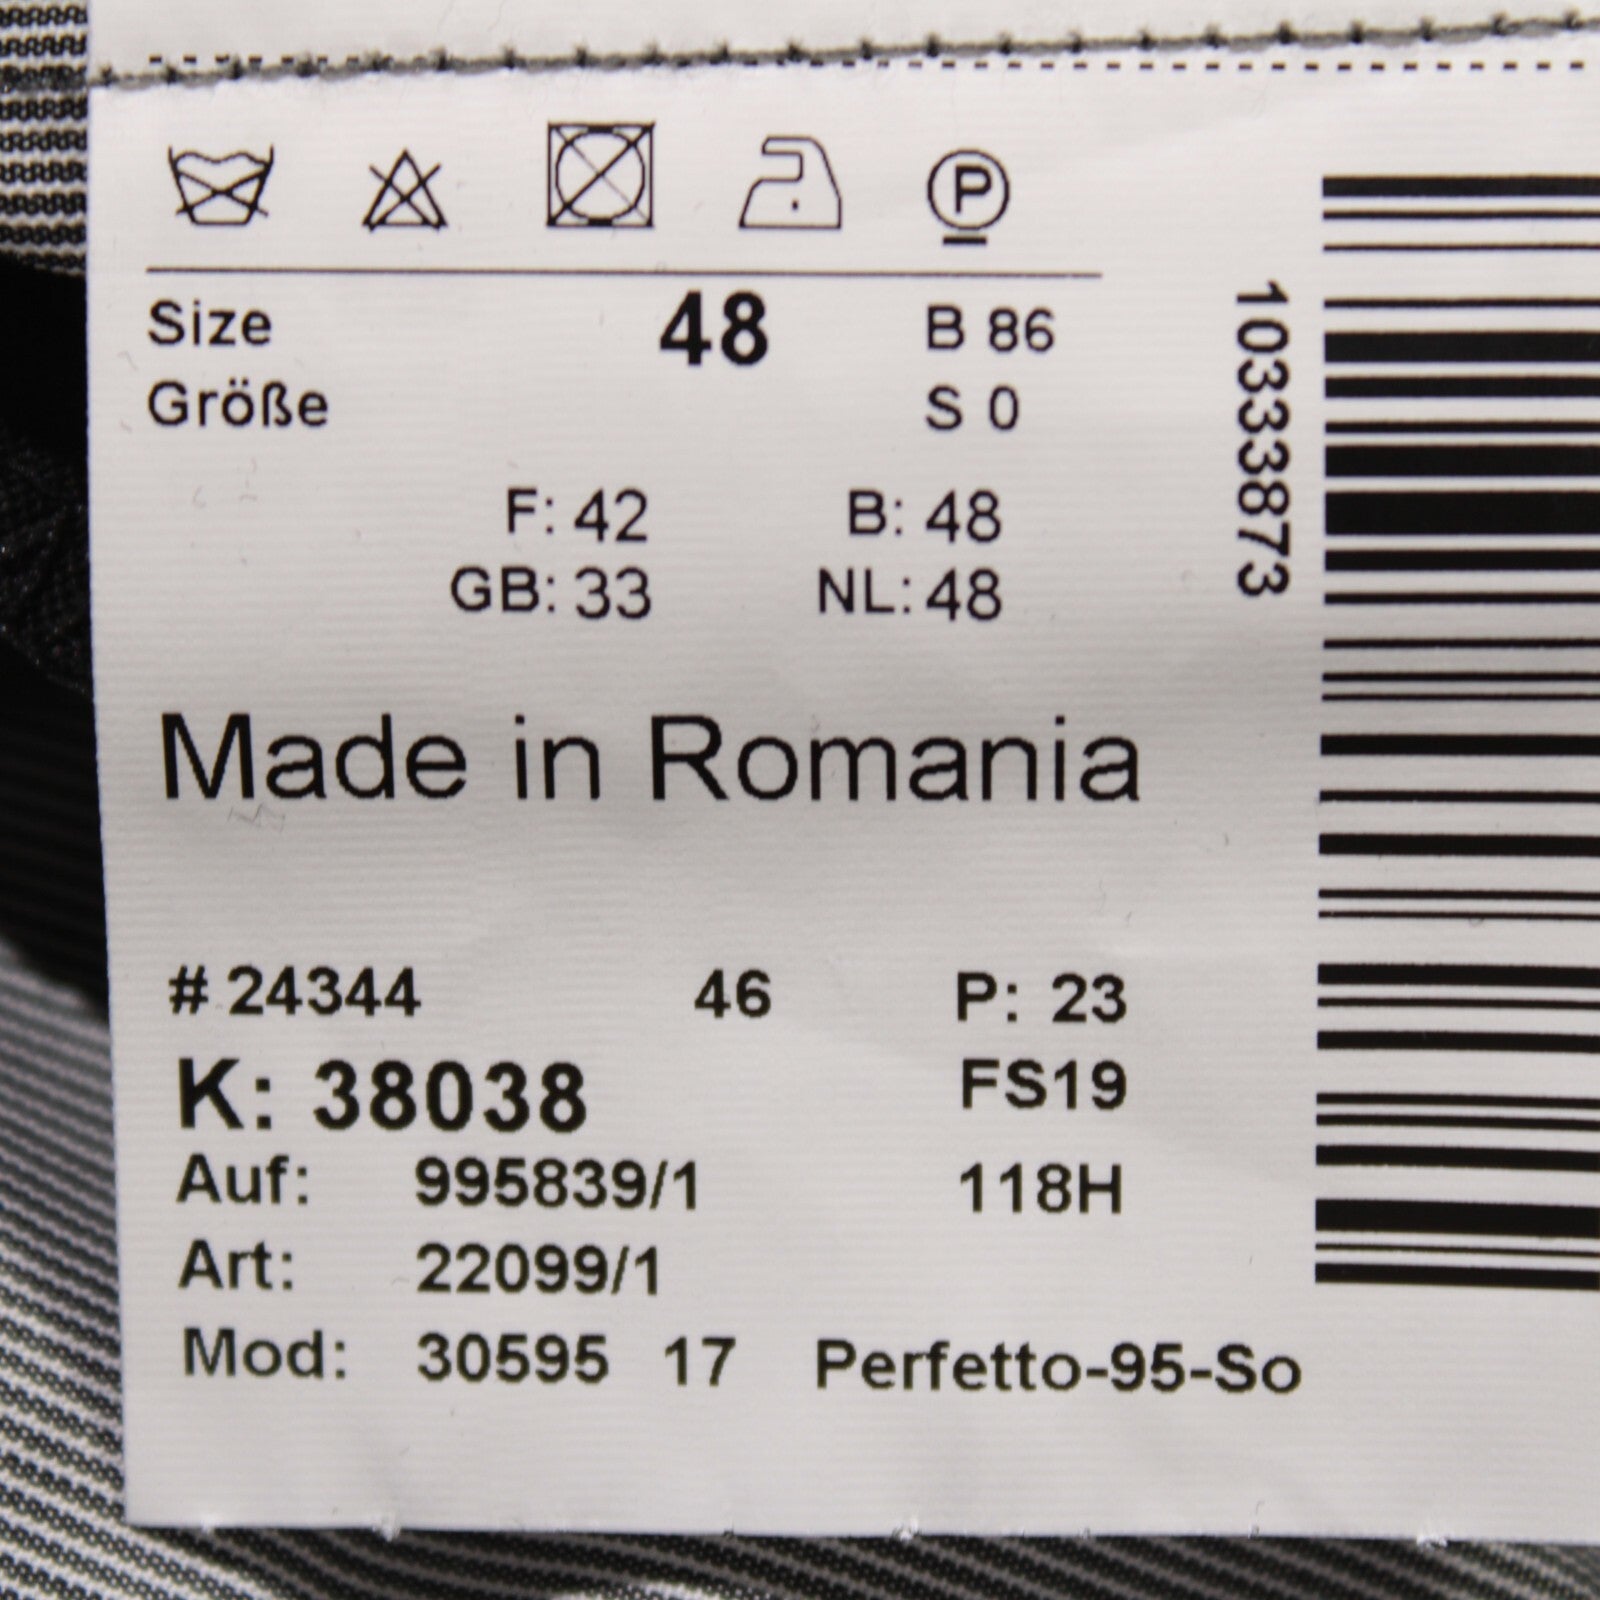 P
Size 48 B 86
Größe S 0
F: 42 B: 48
GB: 33 NL: 48
Made in Romania
# 24344 46 P: 23
K: 38038 FS19
Auf: 995839/1 118H
Art: 22099/1
Mod: 30595 17 Perfetto-95-So
10333873